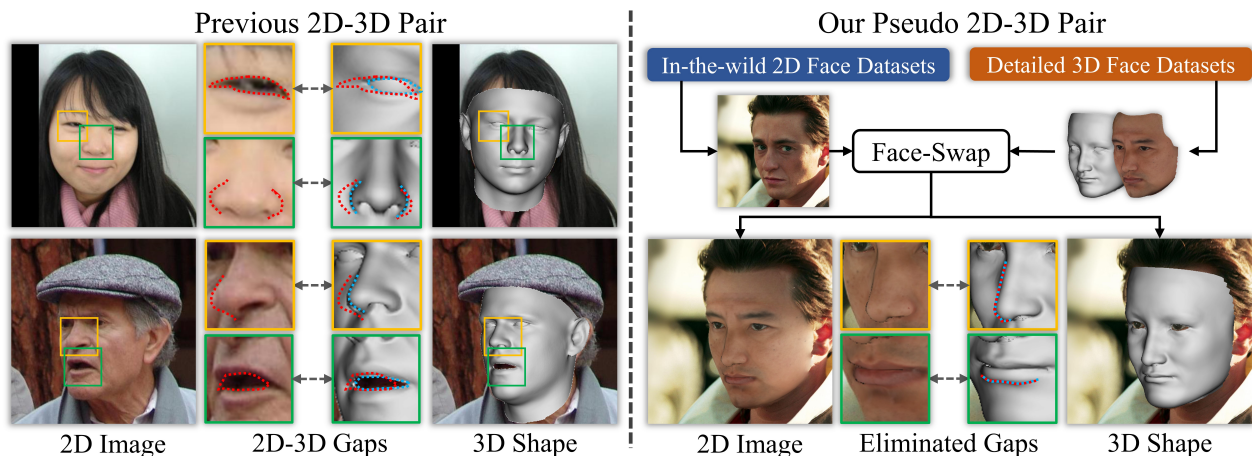 Previous 2D-3D Pair
2D Image
2D-3D Gaps
3D Shape
Our Pseudo 2D-3D Pair
In-the-wild 2D Face Datasets
Detailed 3D Face Datasets
Face-Swap
2D Image
Eliminated Gaps
3D Shape